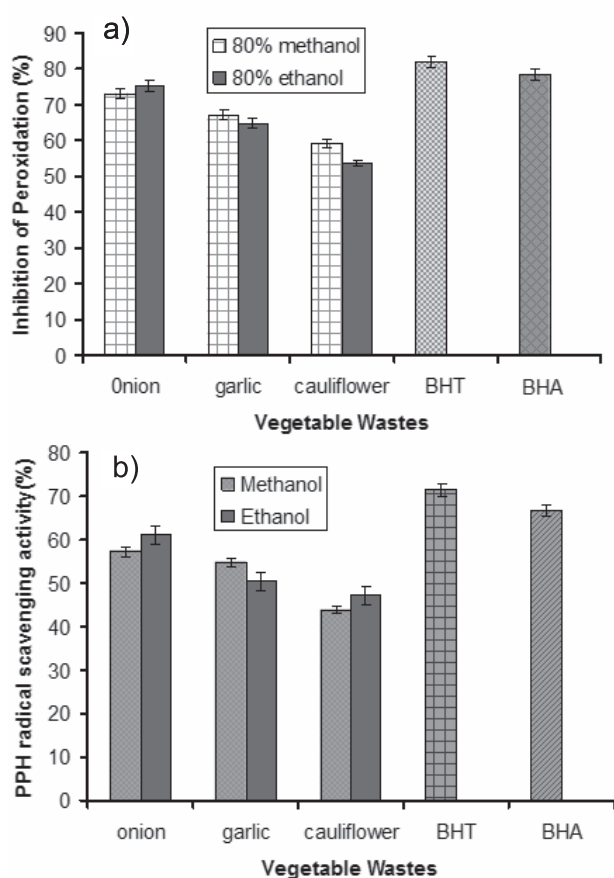 a)
80% methanol
80% ethanol
Inhibition of Peroxidation (%)
90
80
70
60
50
40
30
20
10
0
0nion garlic cauliflower BHT BHA
Vegetable Wastes
b)
Methanol
Ethanol
PPH radical scavenging activity(%)
80
70
60
50
40
30
20
10
0
onion garlic cauliflower BHT BHA
Vegetable Wastes